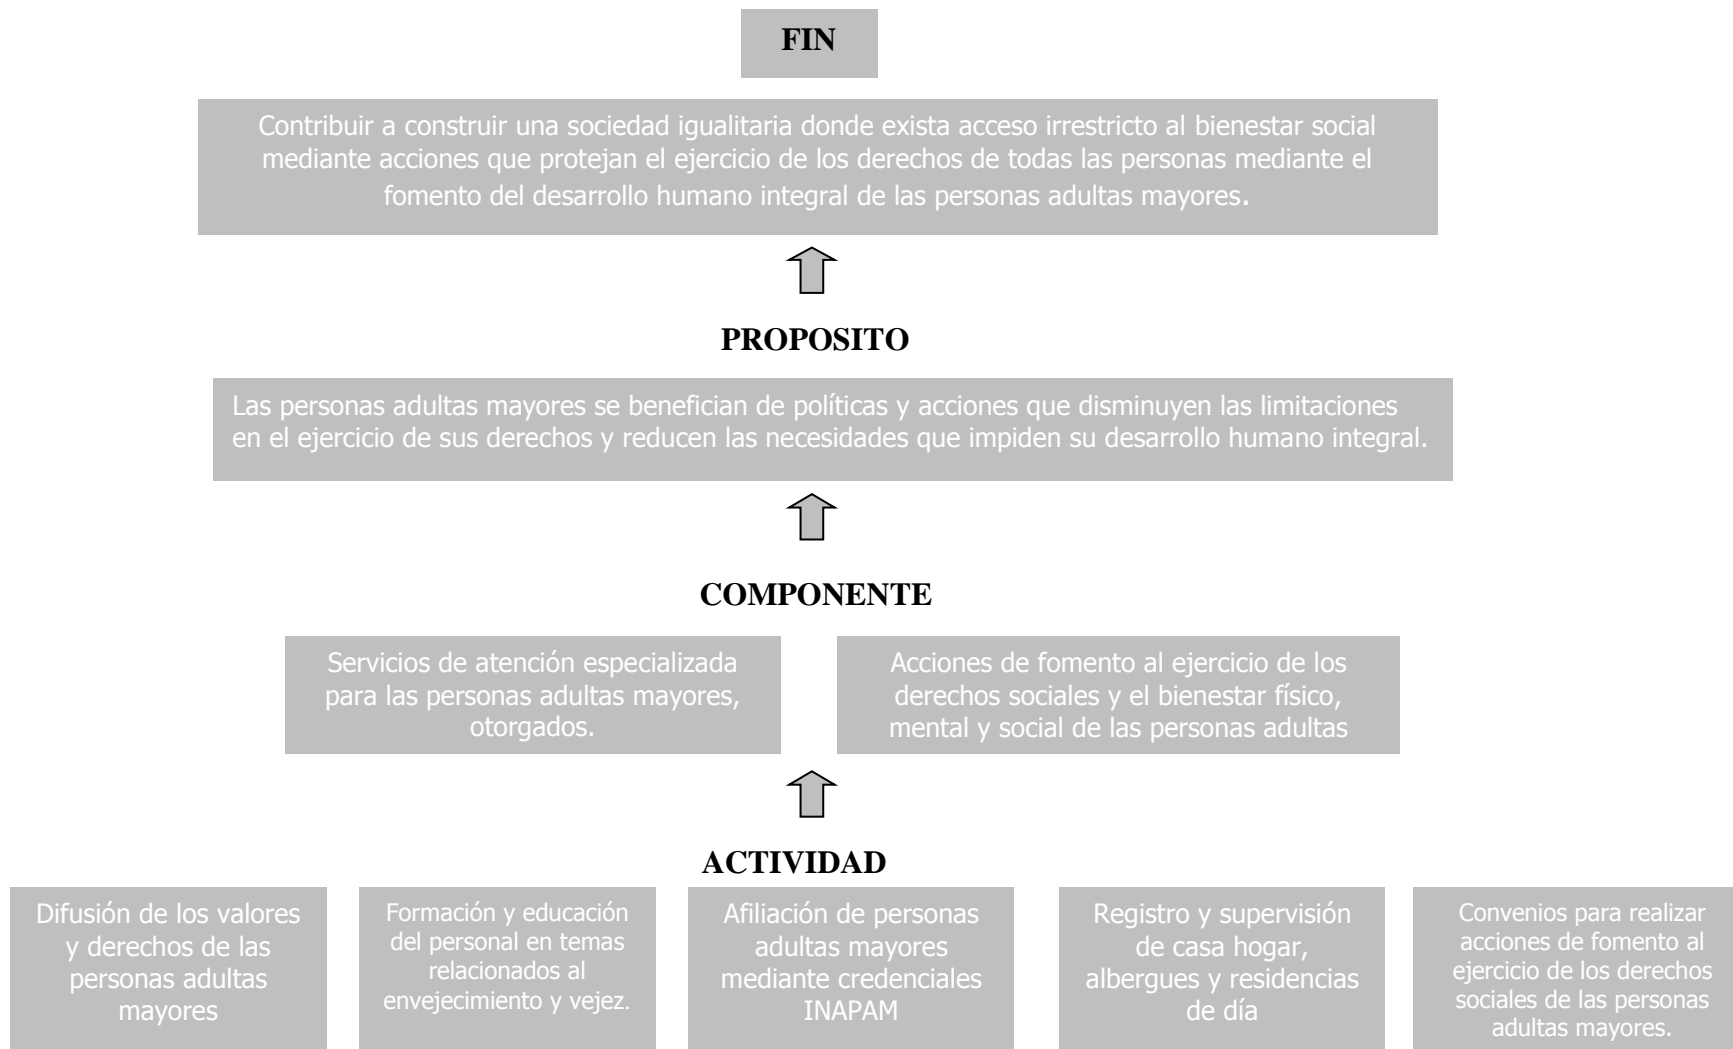 FIN
Contribuir a construir una sociedad igualitaria donde exista acceso irrestricto al bienestar social
mediante acciones que protejan el ejercicio de los derechos de todas las personas mediante el
fomento del desarrollo humano integral de las personas adultas mayores.
PROPOSITO
Las personas adultas mayores se benefician de políticas y acciones que disminuyen las limitaciones
en el ejercicio de sus derechos y reducen las necesidades que impiden su desarrollo humano integral.
COMPONENTE
Servicios de atención especializada
para las personas adultas mayores,
otorgados.
Acciones de fomento al ejercicio de los
derechos sociales y el bienestar físico,
mental y social de las personas adultas
ACTIVIDAD
Difusión de los valores
y derechos de las
personas adultas
mayores
Formación y educación
del personal en temas
relacionados al
envejecimiento y vejez.
Afiliación de personas
adultas mayores
mediante credenciales
INAPAM
Registro y supervisión
de casa hogar,
albergues y residencias
de día
Convenios para realizar
acciones de fomento al
ejercicio de los derechos
sociales de las personas
adultas mayores.